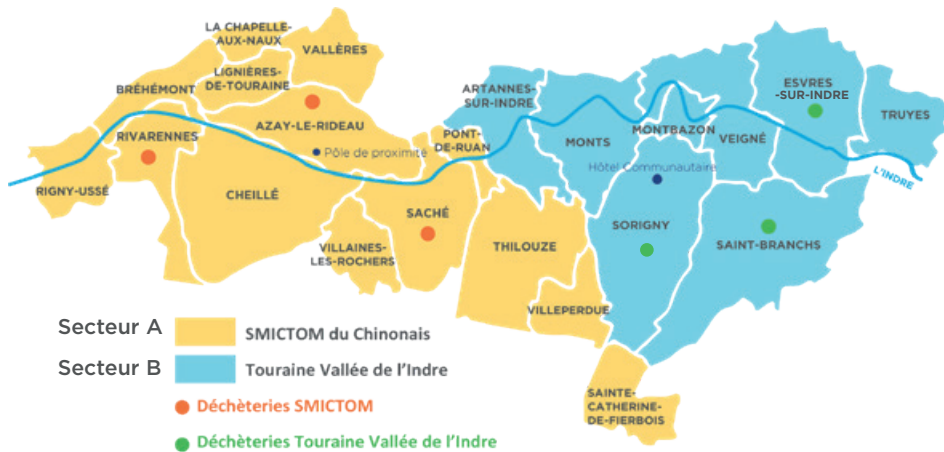 LA CHAPELLE-
AUX-NAUX
VALLÈRES
LIGNIÈRES-
DE-TOURAINE
BRÉHÉMONT
RIVARENNES
AZAY-LE-RIDEAU
Pôle de proximité
RIGNY-USSÉ
CHEILLÉ
VILLAINES-
LES-ROCHERS
SACHÉ
PONT-
DE-RUAN
ARTANNES-
SUR-INDRE
MONTS
MONTBAZON
VEIGNÉ
ESVRES
-SUR-INDRE
TRUYES
L'INDRE
Hôtel Communautaire
SORIGNY
SAINT-BRANCHS
THILOUZE
VILLEPERDUE
SAINTE-
CATHERINE-
DE-FIERBOIS
Secteur A
SMICTOM du Chinonais
Secteur B
Touraine Vallée de l'Indre
Déchèteries SMICTOM
Déchèteries Touraine Vallée de l'Indre